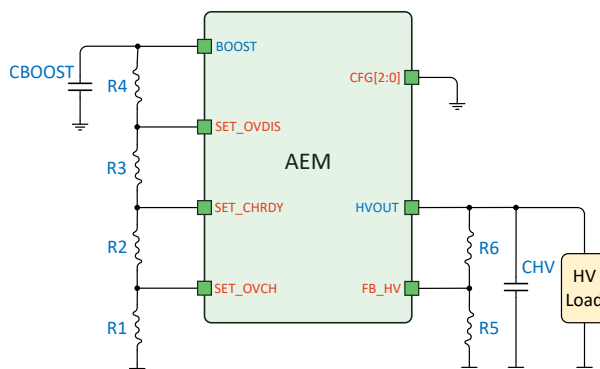 BOOST
CBOOST
R4
CFG[2:0]
SET_OVDIS
AEM
R3
SET_CHRDY
HVOUT
R2
R6
CHV
SET_OVCH
FB_HV
HV
Load
R1
R5